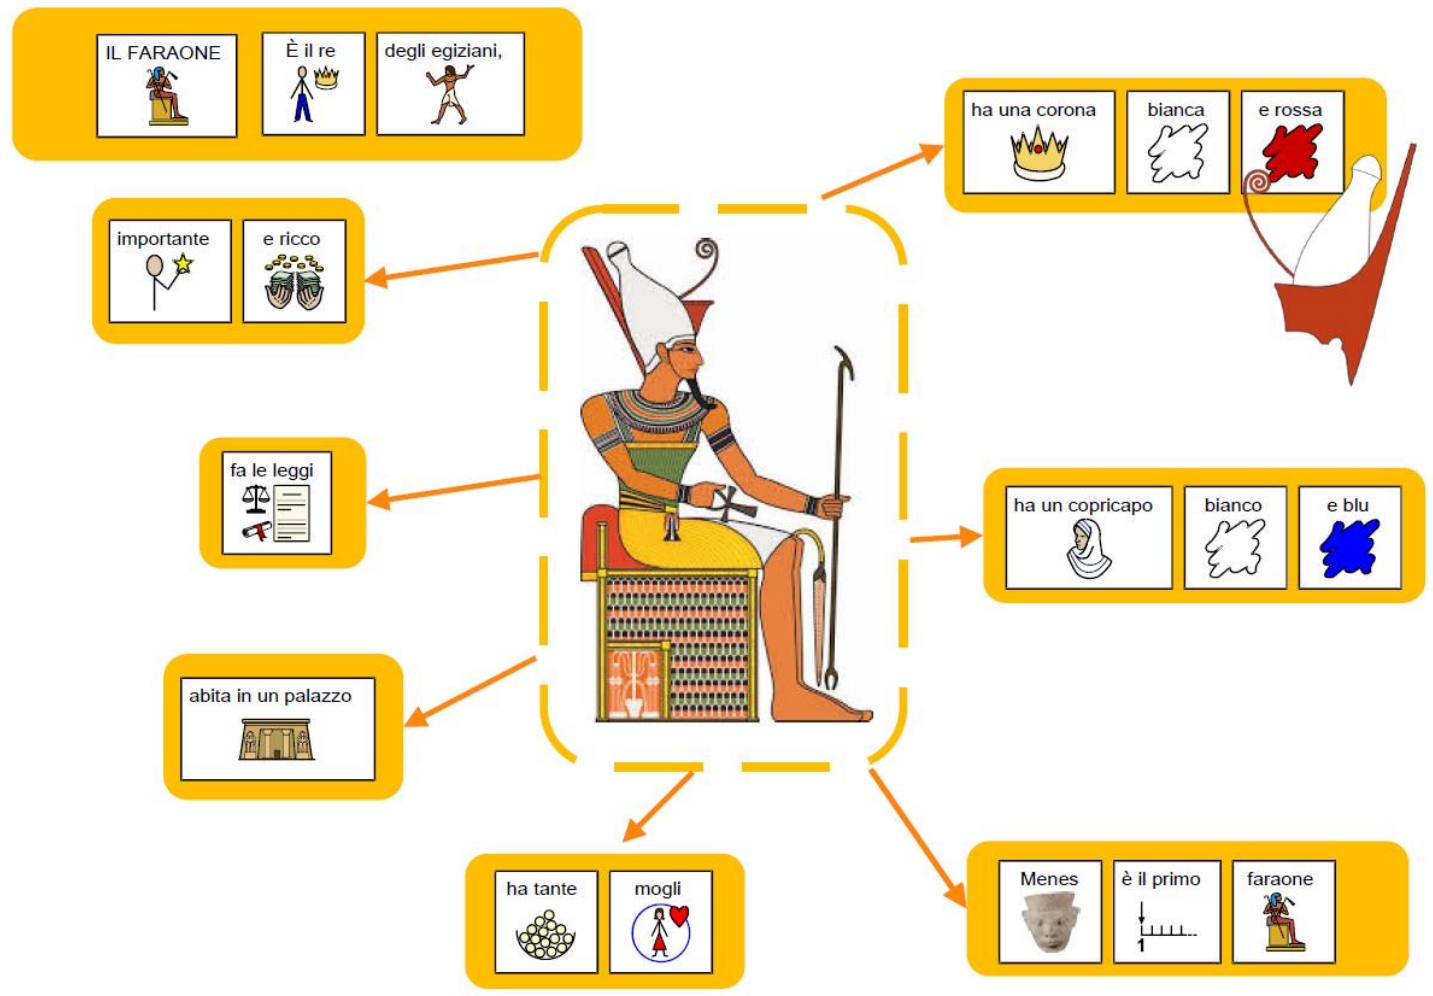 IL FARAONE È il re degli egiziani,
importante e ricco
fa le leggi
abita in un palazzo
ha tante mogli
ha una corona bianca e rossa
ha un copricapo bianco e blu
Menes è il primo faraone
1